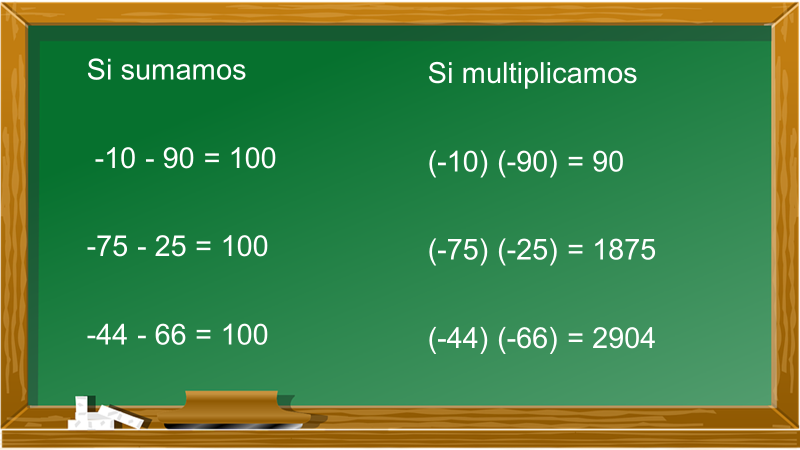 Si sumamos
-10 - 90 = 100
-75 - 25 = 100
-44 - 66 = 100
Si multiplicamos
(-10) (-90) = 90
(-75) (-25) = 1875
(-44) (-66) = 2904